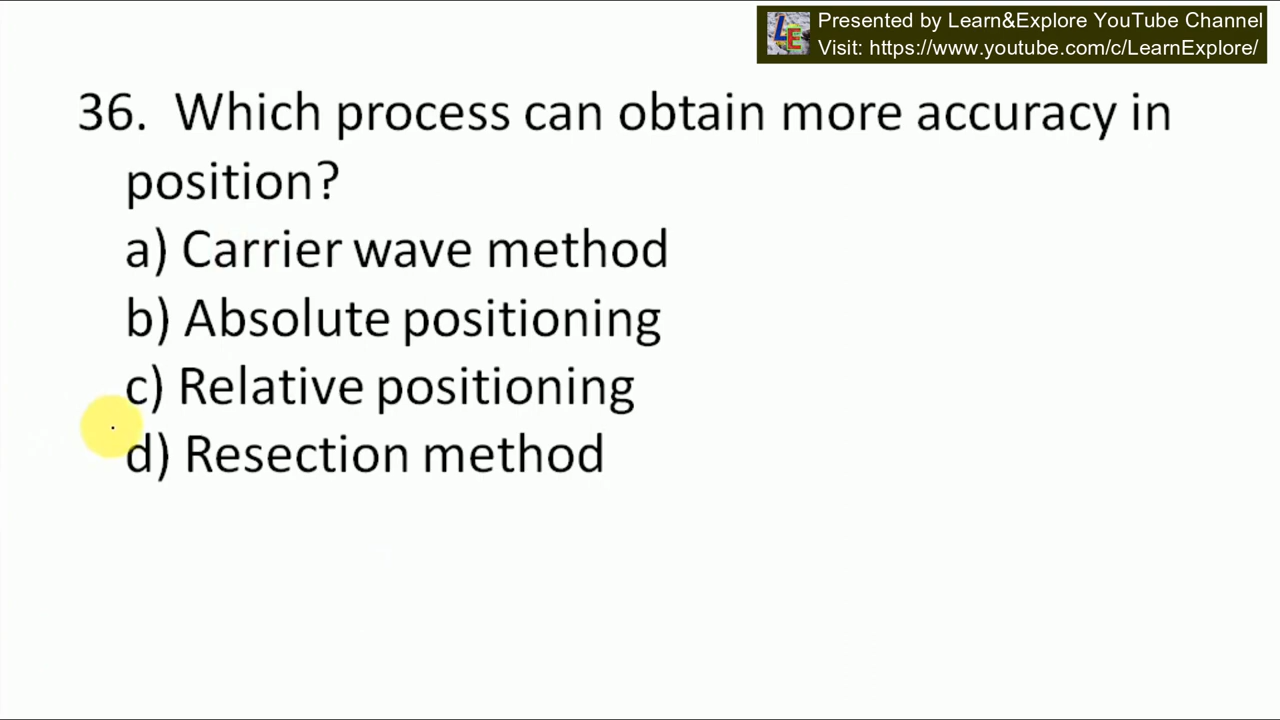 Presented by Learn&Explore YouTube Channel
Visit: https://www.youtube.com/c/LearnExplore/
LE
36. Which process can obtain more accuracy in
position?
a) Carrier wave method
b) Absolute positioning
c) Relative positioning
d) Resection method